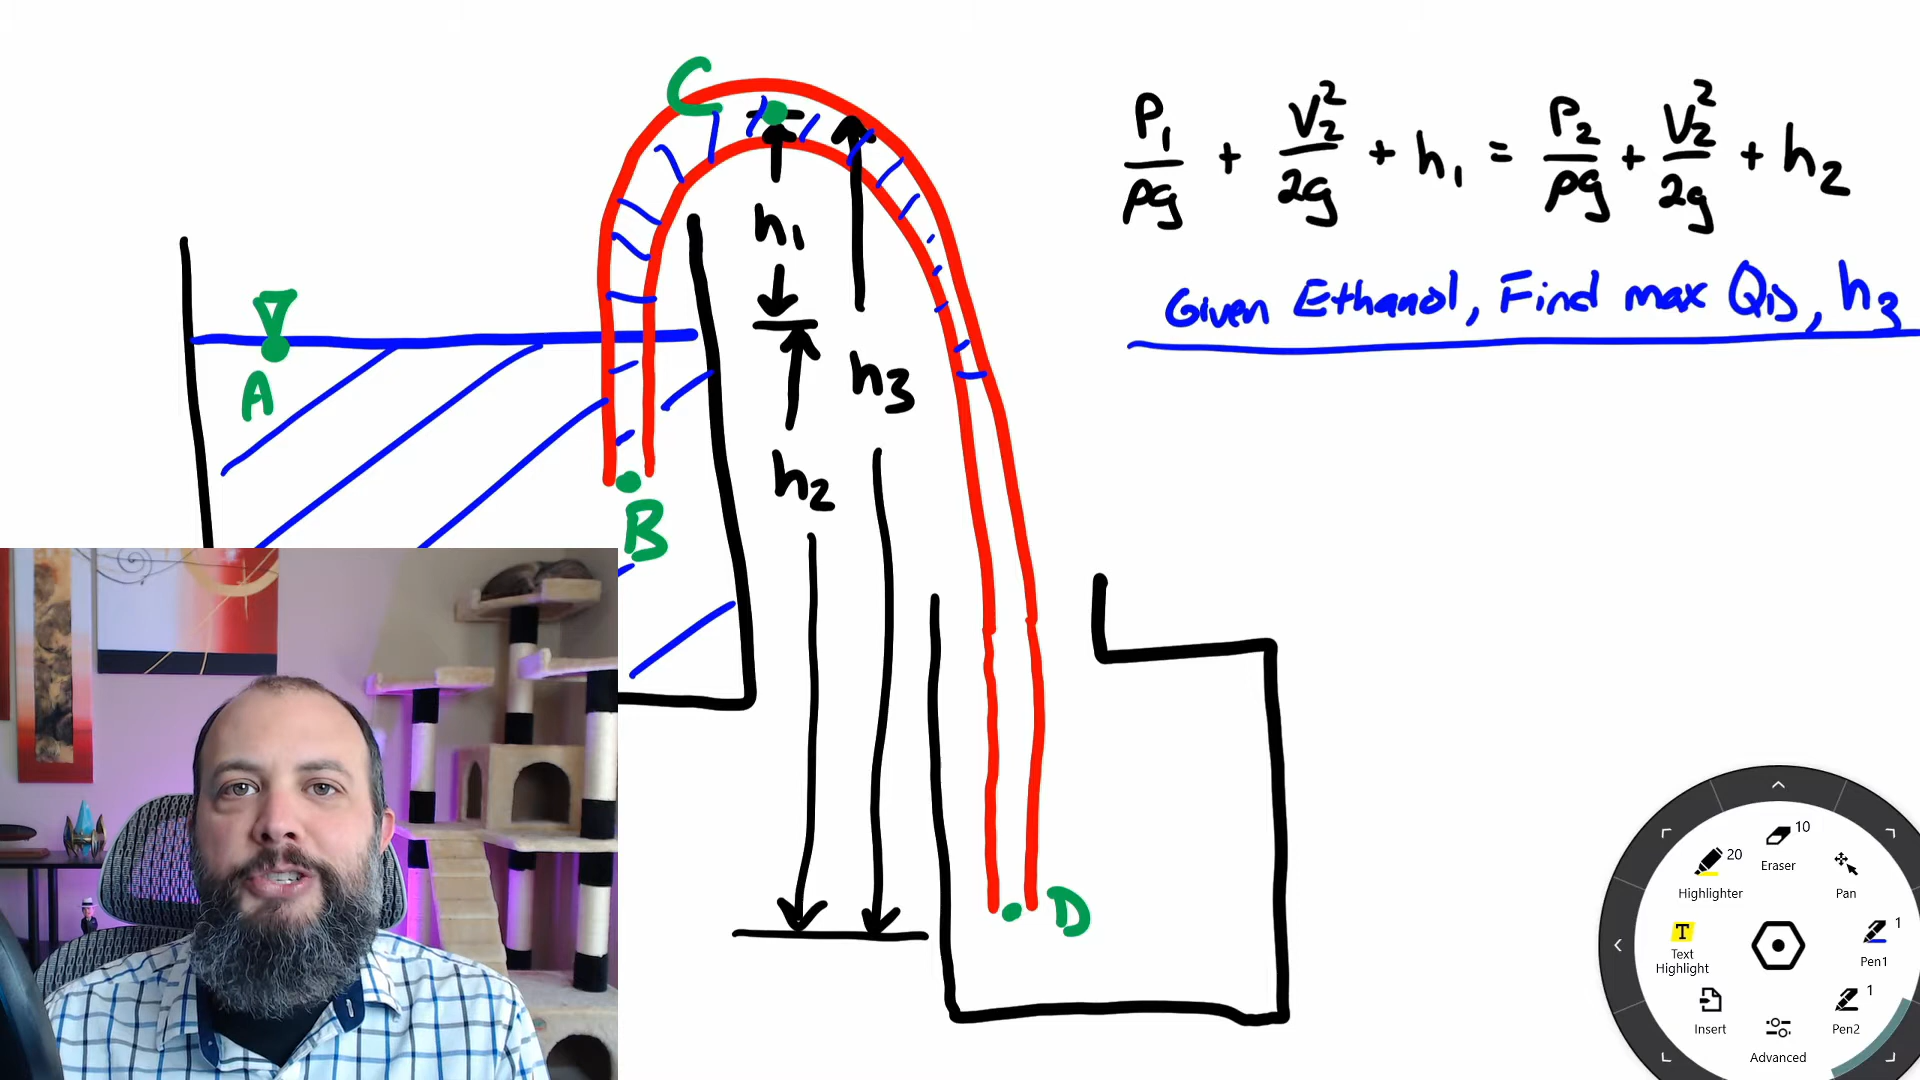 C
P₁/ρg + V₂²/2g + h₁ = P₂/ρg + V₂²/2g + h₂
Given Ethanol, Find max Q₁₎, h₃
h₁
A
h₃
h₂
B
D
10
Eraser
20
Highlighter
Pan
T
Text
Highlight
1
Pen1
Insert
1
Pen2
Advanced